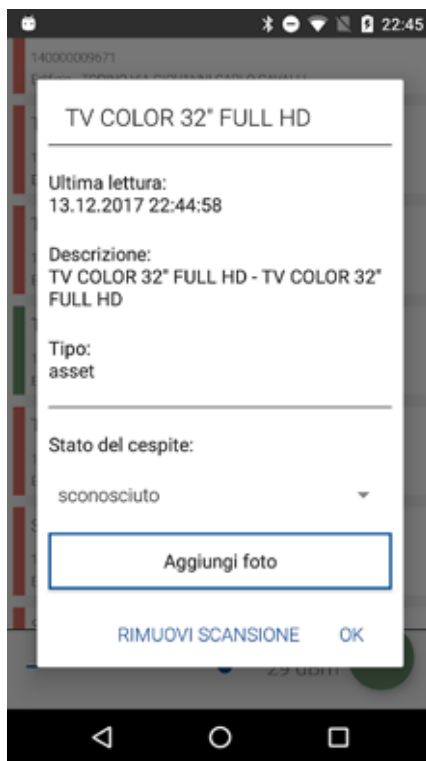 22:45
140000009671
TV COLOR 32" FULL HD
Ultima lettura:
13.12.2017 22:44:58
Descrizione:
TV COLOR 32" FULL HD - TV COLOR 32"
FULL HD
Tipo:
asset
Stato del cespite:
sconosciuto
Aggiungi foto
RIMUOVI SCANSIONE OK
29 dBm